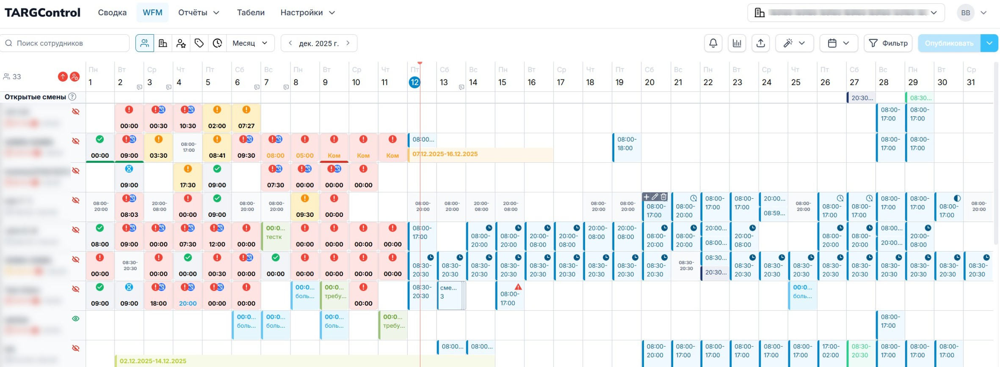 TARGControl Сводка WFM Отчёты Табели Настройки ВВ
Поиск сотрудников Месяц дек. 2025 г. Фильтр Опубликовать
Пн Вт Ср Чт Пт Сб Вс Пн Вт Ср Чт Пт Сб Вс Пн Вт Ср Чт Пт Сб Вс Пн Вт Ср Чт Пт Сб Вс Пн Вт Ср
33 1 2 3 4 5 6 7 8 9 10 11 12 13 14 15 16 17 18 19 20 21 22 23 24 25 26 27 28 29 30 31
Открытые смены ? 20:30... 08:30...
00:00 00:30 10:30 02:00 07:27 08:00-17:00 08:00-17:00
00:00 09:00 03:30 08:00-17:00 08:41 09:30 08:00 05:00 Ком Ком Ком 08:00... 08:00-18:00 08:00-17:00 08:00-17:00
07.12.2025-16.12.2025
09:00 17:30 09:00 07:30 00:00 00:00 00:00
08:00-20:00 08:03 20:00-08:00 00:00 09:00 08:00-20:00 08:00-20:00 09:30 00:00 08:00-20:00 08:00-20:00 20:00-08:00 20:00-08:00 08:00-20:00 08:00-20:00 08:00-17:00 08:00-20:00 08:00-17:00 08:00-17:00 20:00... 08:59... 08:00-20:00 08:00-17:00 08:00-17:00 08:00-17:00 08:00-17:00 08:00-17:00 08:00-20:00
08:00 09:00 00:00 07:30 12:00 00:00 00:0... тестк 00:00 00:00 00:00 00:00 08:00-17:00 08:00-20:00 08:00-20:00 20:00-08:00 20:00-08:00 20:00-08:00 20:00-08:00 08:00-20:00 08:00-20:00 20:00... 08:00... 20:00-08:00 08:00-20:00 08:00-20:00 08:00... 20:00... 20:00-08:00
00:00 08:30-20:30 00:00 00:00 00:30 00:00 00:00 00:00 00:00 00:00 00:00 08:30-20:30 08:30-20:30 08:30-20:30 08:30-20:30 08:30-20:30 08:30-20:30 08:30-20:30 08:30-20:30 08:30-20:30 08:30-20:30 08:30... 20:30... 08:30-20:30 08:30-20:30 08:30-20:30 08:30-20:30 08:30-20:30 08:30-20:30 08:30-20:30 08:30-20:30 08:30-20:30
09:00 09:00 18:00 20:00 00:00 00:00 00:0... боль... 00:0... требу... 00:00 08:30-20:30 сме... 3 08:00-17:00 00:0... боль...
00:0... боль... 00:0... боль... 00:0... боль... 00:0... требу... 08:00-17:00
08:00... 08:00... 08:00-20:00 08:00-17:00 08:00-17:00 08:00-17:00 08:00-17:00 08:00-17:00 17:00-02:00 08:30-20:30 08:00-17:00 08:00-17:00 08:00-17:00
02.12.2025-14.12.2025